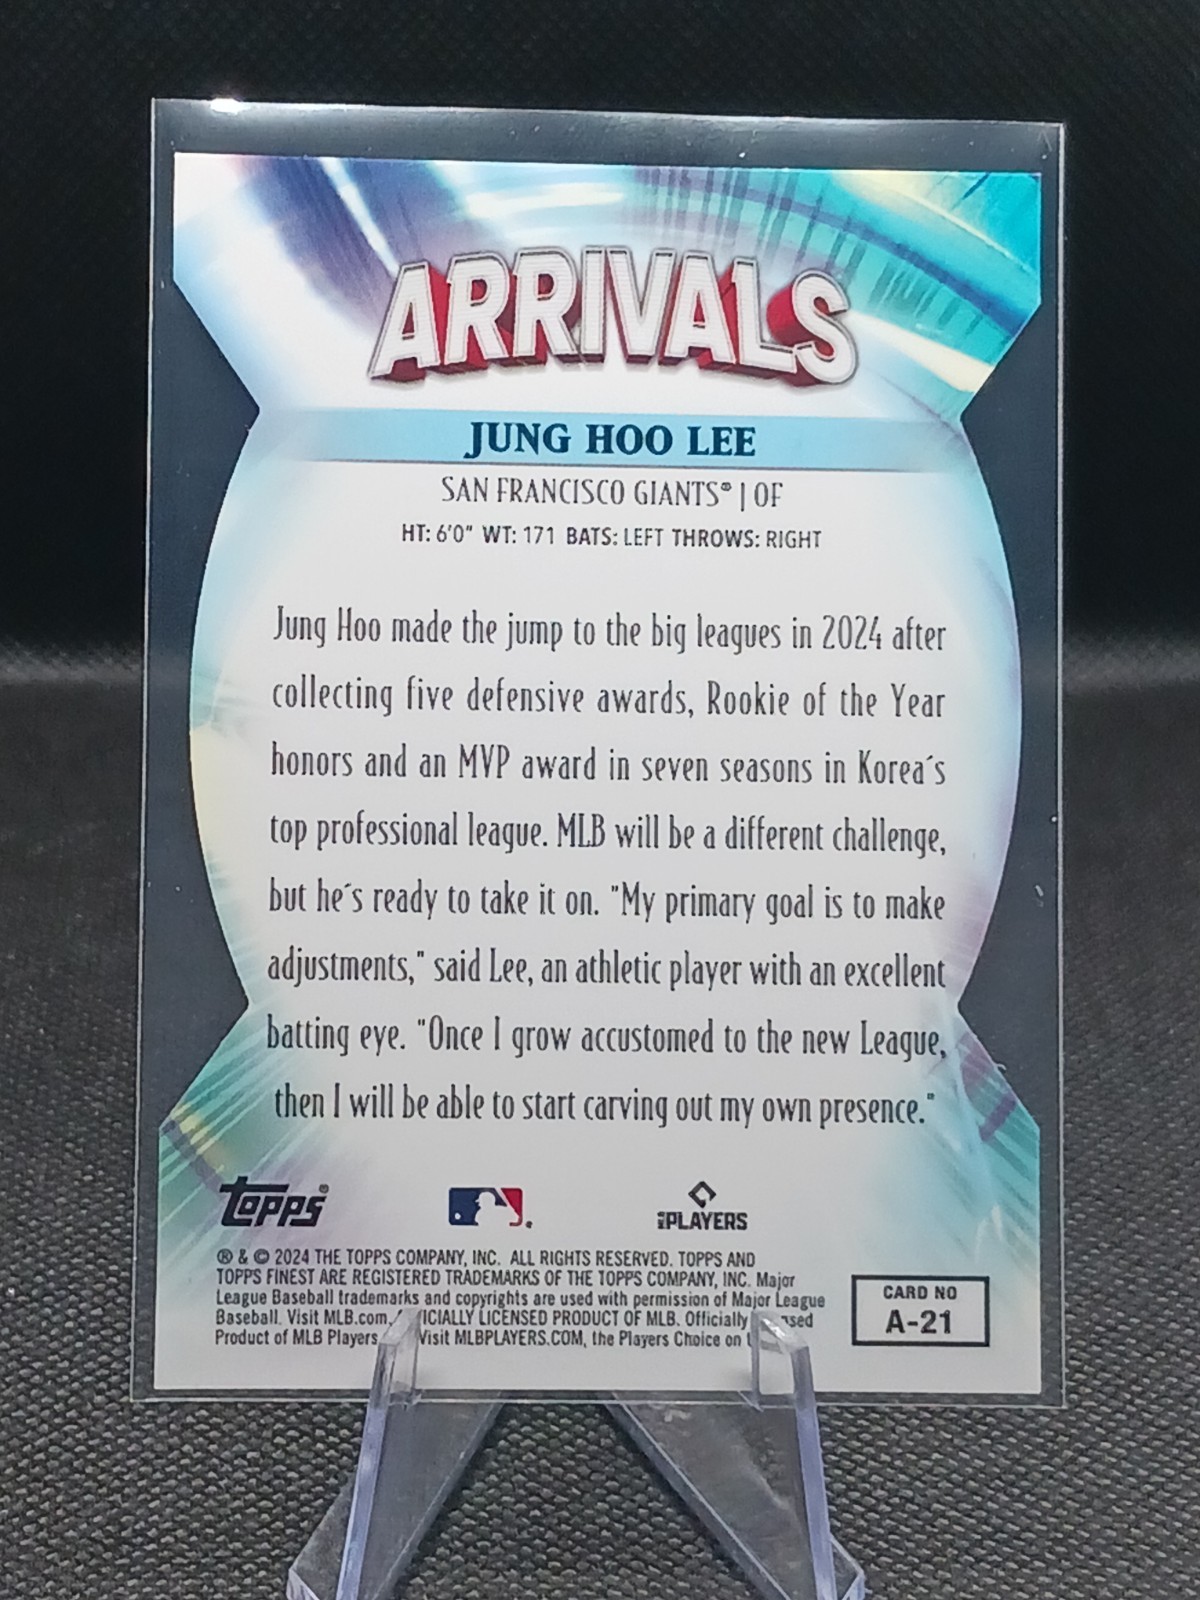 ARRIVALS
JUNG HOO LEE
SAN FRANCISCO GIANTS® | OF
HT: 6'0" WT: 171 BATS: LEFT THROWS: RIGHT
Jung Hoo made the jump to the big leagues in 2024 after
collecting five defensive awards, Rookie of the Year
honors and an MVP award in seven seasons in Korea's
top professional league. MLB will be a different challenge,
but he's ready to take it on. "My primary goal is to make
adjustments," said Lee, an athletic player with an excellent
batting eye. "Once I grow accustomed to the new League,
then I will be able to start carving out my own presence."
Topps® PLAYERS
® & © 2024 THE TOPPS COMPANY, INC. ALL RIGHTS RESERVED. TOPPS AND
TOPPS FINEST ARE REGISTERED TRADEMARKS OF THE TOPPS COMPANY, INC. Major
League Baseball trademarks and copyrights are used with permission of Major League
Baseball. Visit MLB.com. LICENSED PRODUCT OF MLB. Officially
Product of MLB Players. Visit MLBPLAYERS.COM, the Players Choice on
CARD NO
A-21